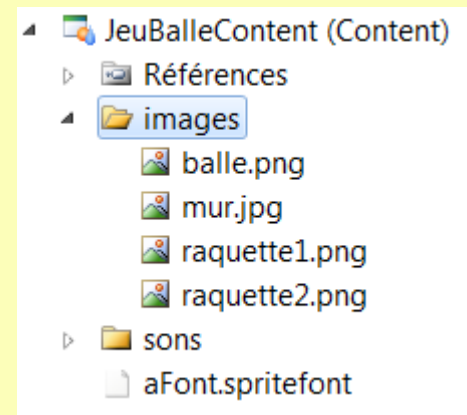 JeuBalleContent (Content)
Références
images
balle.png
mur.jpg
raquette1.png
raquette2.png
sons
aFont.spritefont